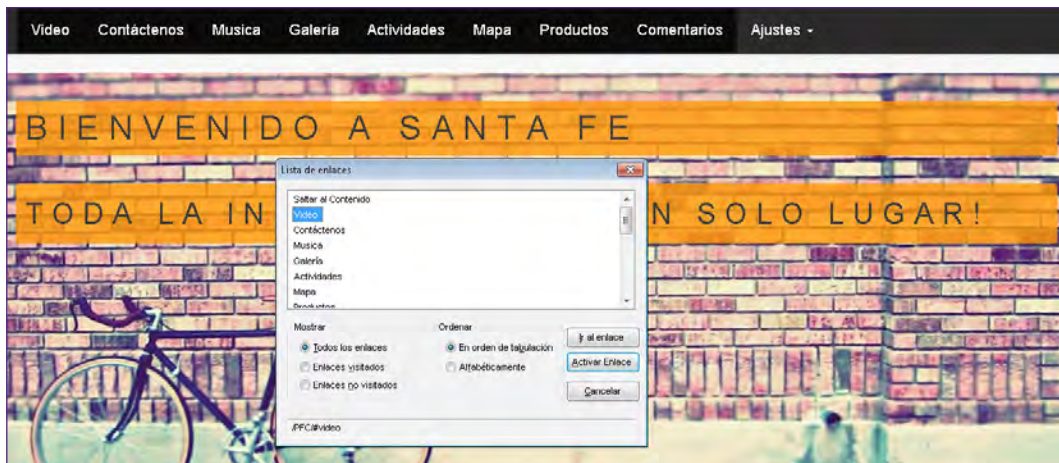 Video Contáctenos Musica Galería Actividades Mapa Productos Comentarios Ajustes
BIENVENIDO A SANTA FE
TODA LA IN N SOLO LUGAR!
Lista de enlaces
Saltar al Contenido
Video
Contáctenos
Musica
Galería
Actividades
Mapa
Productos
Mostrar
Todos los enlaces
Enlaces visitados
Enlaces no visitados
Ordenar
En orden de tabulación
Alfabéticamente
Ir al enlace
Activar Enlace
Cancelar
/PFC/#video